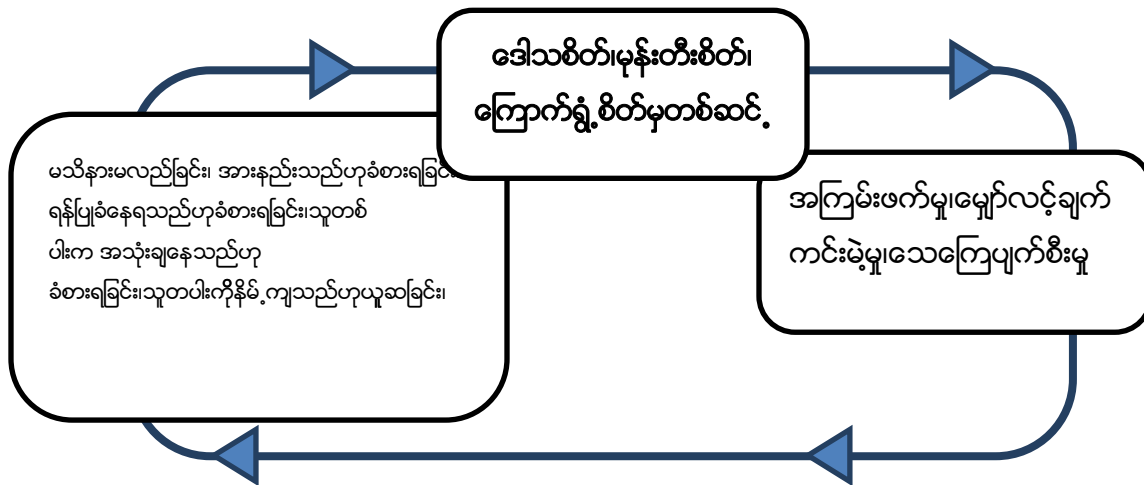 ဒေါသစိတ်၊မုန်းတီးစိတ်၊
ကြောက်ရွံ့စိတ်မှတစ်ဆင့်
မသိနားမလည်ခြင်း၊ အားနည်းသည်ဟုခံစားရခြင်း
ရန်ပြုခံနေရသည်ဟုခံစားရခြင်း၊သူတစ်
ပါးက အသုံးချနေသည်ဟု
ခံစားရခြင်း၊သူတပါးကိုနိမ့်ကျသည်ဟုယူဆခြင်း၊
အကြမ်းဖက်မှု၊မျှော်လင့်ချက်
ကင်းမဲ့မှု၊သေကြေပျက်စီးမှု